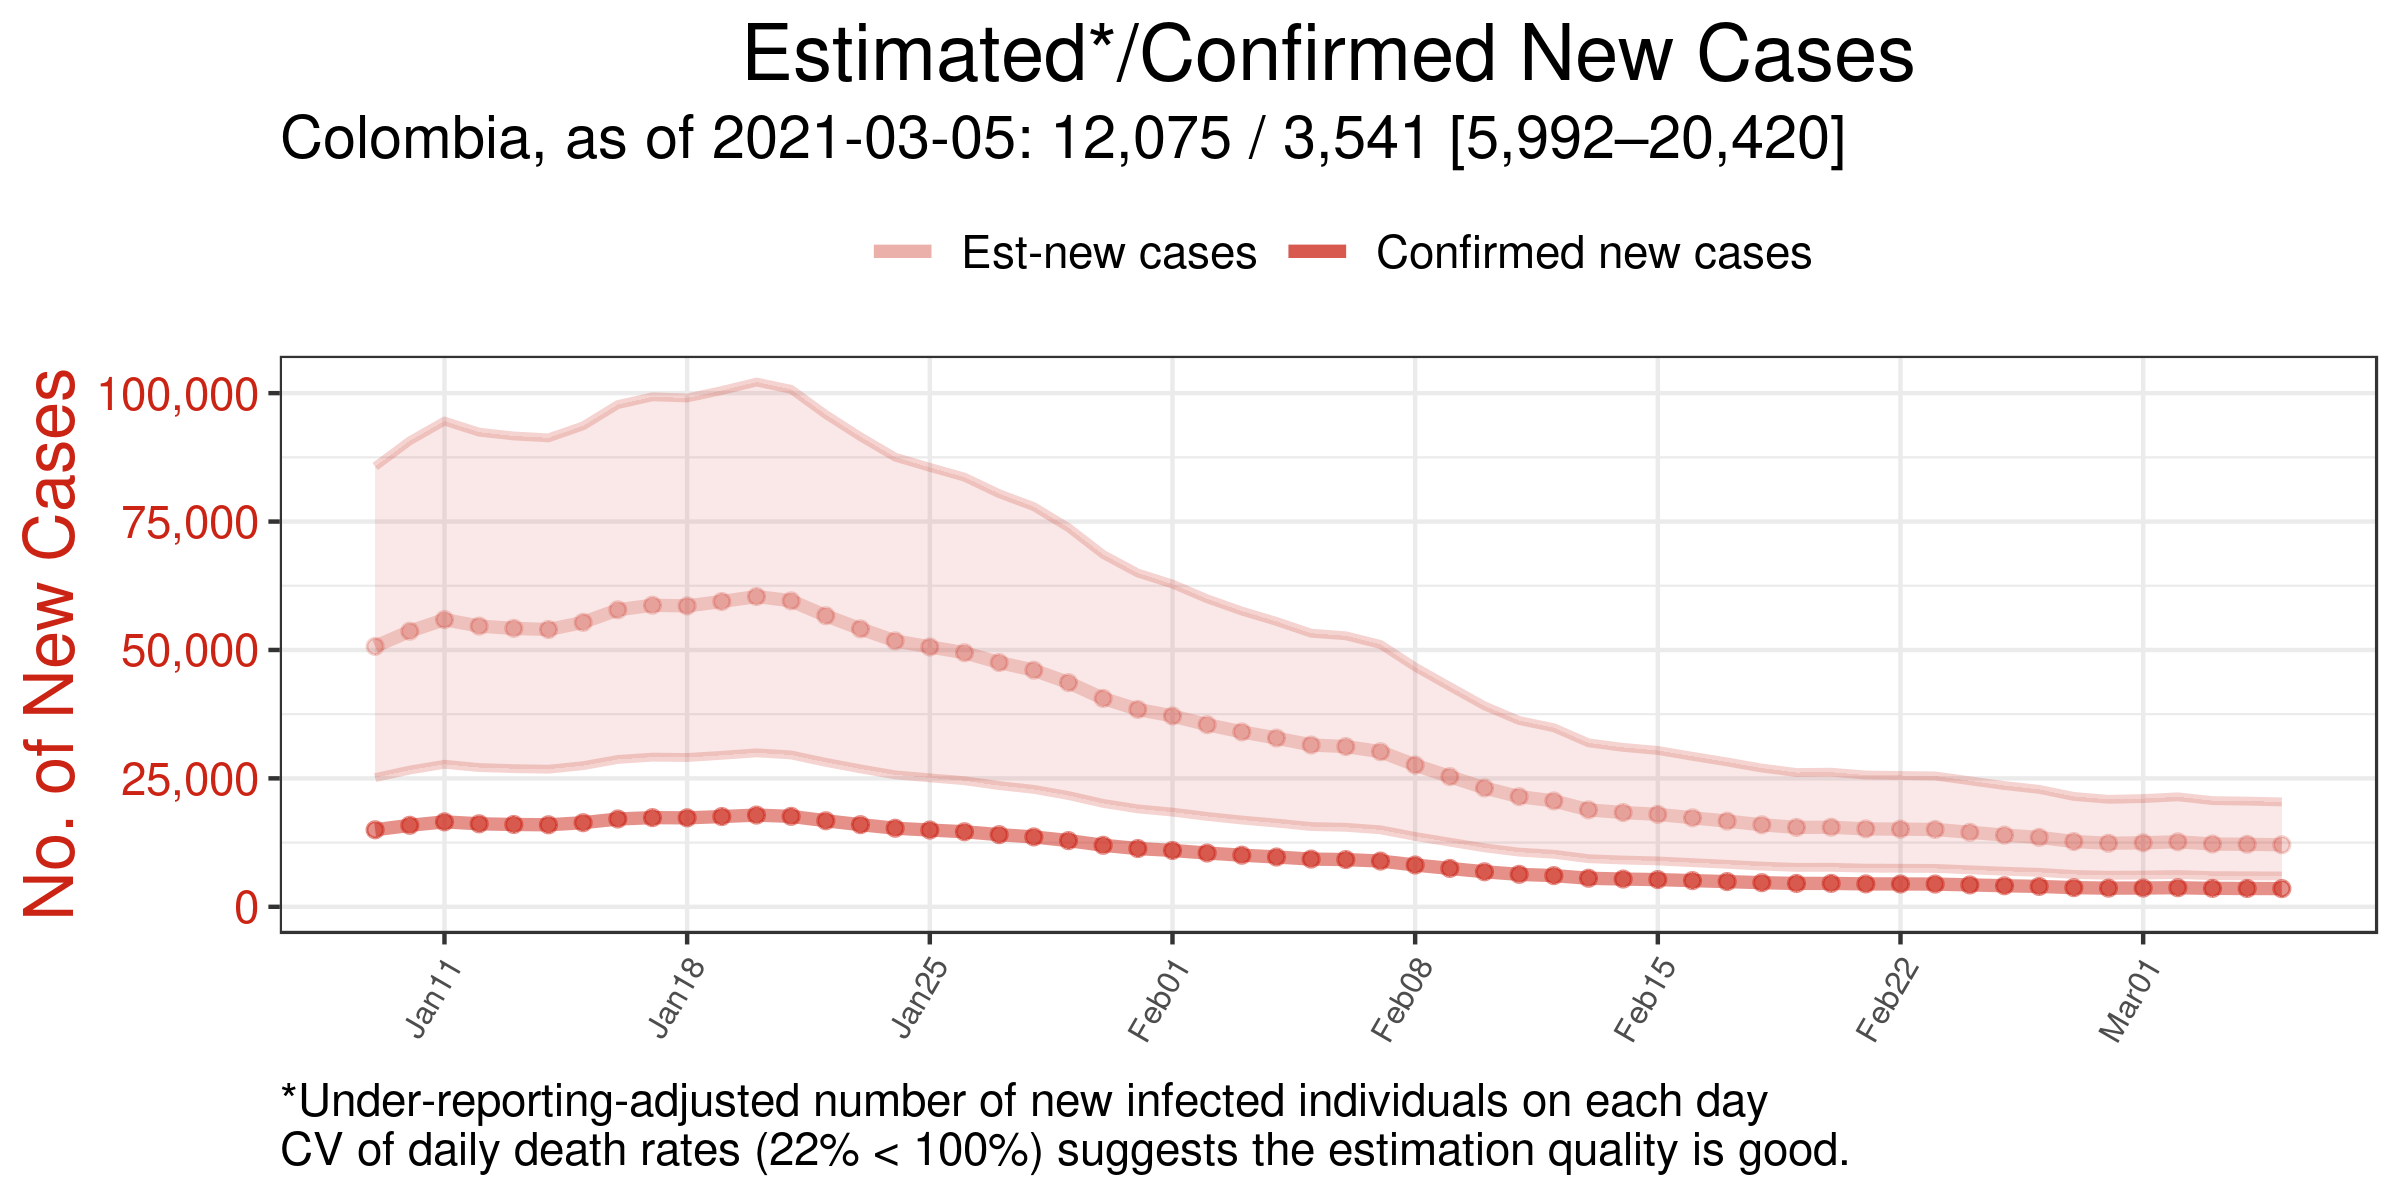 Estimated*/Confirmed New Cases
Colombia, as of 2021-03-05: 12,075 / 3,541 [5,992–20,420]
Est-new cases
Confirmed new cases
No. of New Cases
100,000
75,000
50,000
25,000
0
Jan11
Jan18
Jan25
Feb01
Feb08
Feb15
Feb22
Mar01
*Under-reporting-adjusted number of new infected individuals on each day
CV of daily death rates (22% < 100%) suggests the estimation quality is good.